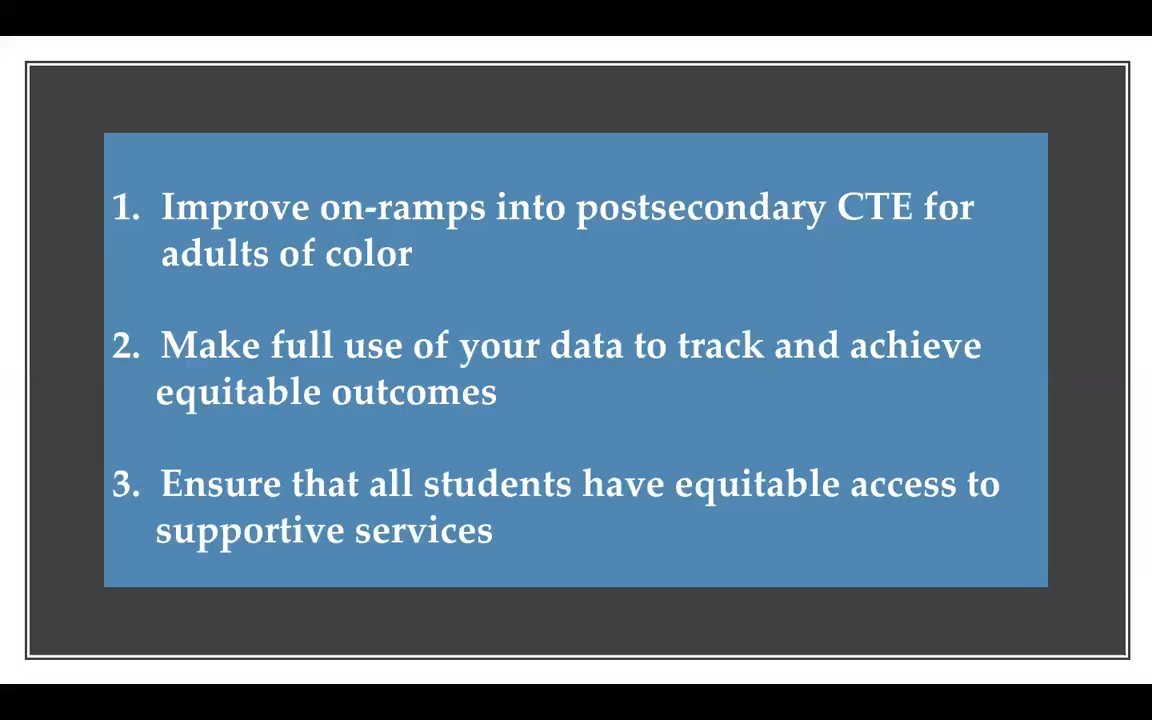 1. Improve on-ramps into postsecondary CTE for
adults of color
2. Make full use of your data to track and achieve
equitable outcomes
3. Ensure that all students have equitable access to
supportive services